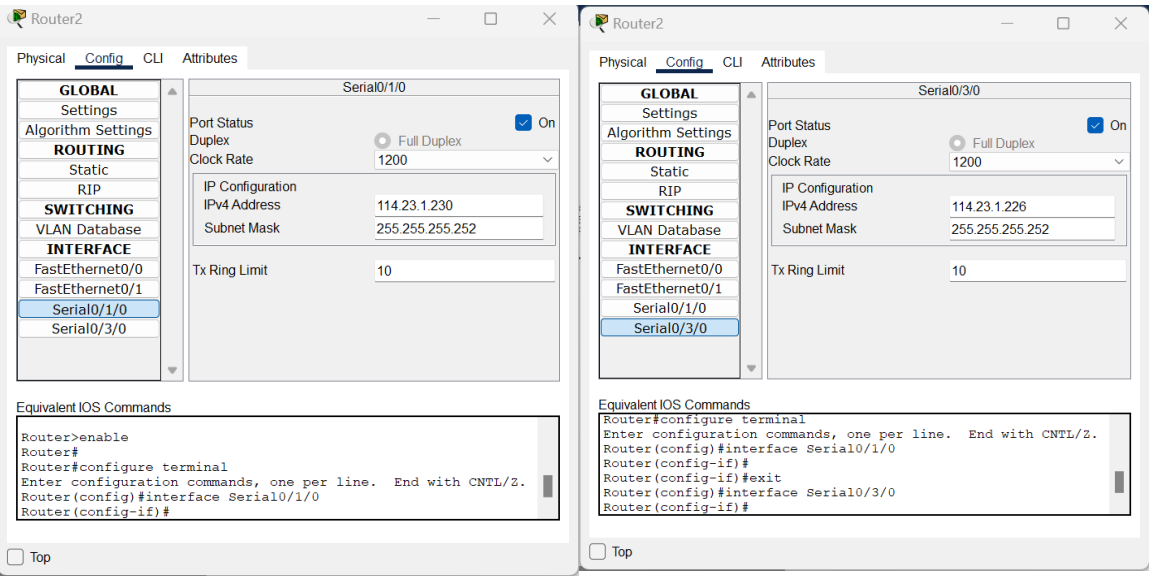 Router2
Physical Config CLI Attributes
GLOBAL
Settings
Algorithm Settings
ROUTING
Static
RIP
SWITCHING
VLAN Database
INTERFACE
FastEthernet0/0
FastEthernet0/1
Serial0/1/0
Serial0/3/0
Serial0/1/0
Port Status On
Duplex Full Duplex
Clock Rate 1200
IP Configuration
IPv4 Address 114.23.1.230
Subnet Mask 255.255.255.252
Tx Ring Limit 10
Equivalent IOS Commands
Router>enable
Router#
Router#configure terminal
Enter configuration commands, one per line. End with CNTL/Z.
Router(config)#interface Serial0/1/0
Router(config-if)#
Top
Router2
Physical Config CLI Attributes
GLOBAL
Settings
Algorithm Settings
ROUTING
Static
RIP
SWITCHING
VLAN Database
INTERFACE
FastEthernet0/0
FastEthernet0/1
Serial0/1/0
Serial0/3/0
Serial0/3/0
Port Status On
Duplex Full Duplex
Clock Rate 1200
IP Configuration
IPv4 Address 114.23.1.226
Subnet Mask 255.255.255.252
Tx Ring Limit 10
Equivalent IOS Commands
Router#configure terminal
Enter configuration commands, one per line. End with CNTL/Z.
Router(config)#interface Serial0/1/0
Router(config-if)#
Router(config-if)#exit
Router(config)#interface Serial0/3/0
Router(config-if)#
Top